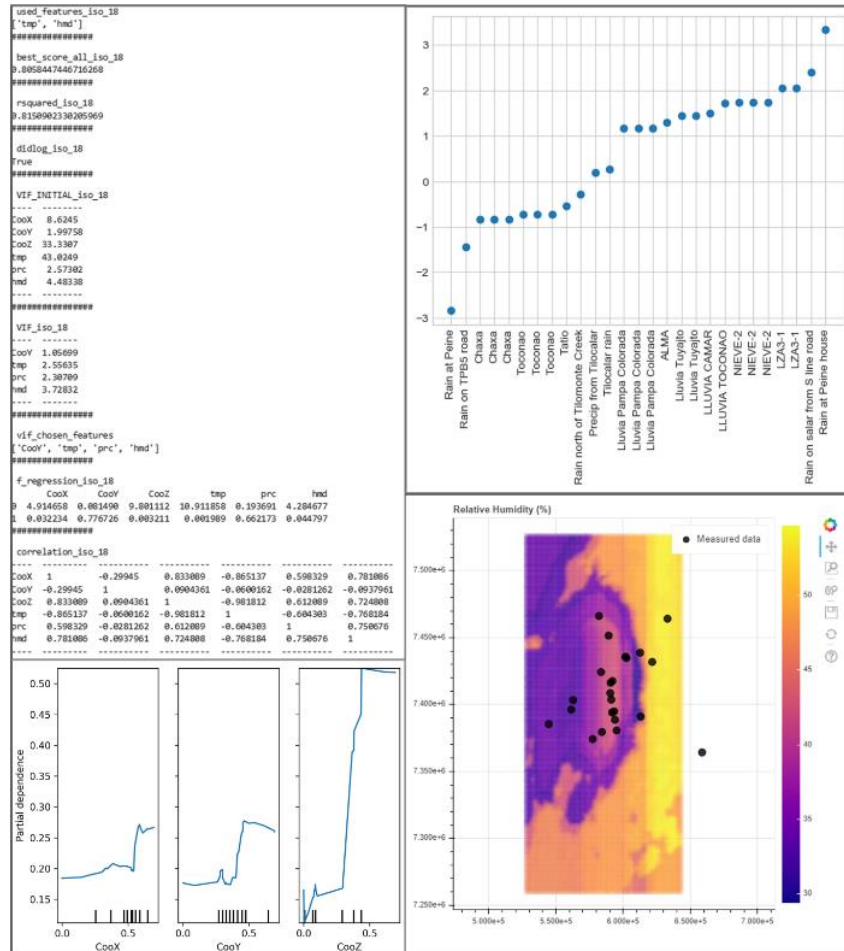 used_features_iso_18
['tmp', 'hmd']
################
best_score_all_iso_18
0.8058447446716268
################
rsquared_iso_18
0.8150902330205969
################
didlog_iso_18
True
################
VIF_INITIAL_iso_18
---- --------
CooX 8.6245
CooY 1.99758
CooZ 33.3307
tmp 43.0249
prc 2.57302
hmd 4.48338
---- --------
################
VIF_iso_18
---- -------
CooY 1.05699
tmp 2.55635
prc 2.30709
hmd 3.72832
---- -------
################
vif_chosen_features
['CooY', 'tmp', 'prc', 'hmd']
################
f_regression_iso_18
CooX CooY CooZ tmp prc hmd
0 4.914658 0.081490 9.801112 10.911858 0.193691 4.284677
1 0.032234 0.776726 0.003211 0.001989 0.662173 0.044797
################
correlation_iso_18
---- --------- ---------- --------- ---------- ---------- ----------
CooX 1 -0.29945 0.833089 -0.865137 0.598329 0.781086
CooY -0.29945 1 0.0904361 -0.0600162 -0.0281262 -0.0937961
CooZ 0.833089 0.0904361 1 -0.981812 0.612089 0.724808
tmp -0.865137 -0.0600162 -0.981812 1 -0.604303 -0.768184
prc 0.598329 -0.0281262 0.612089 -0.604303 1 0.750676
hmd 0.781086 -0.0937961 0.724808 -0.768184 0.750676 1
---- --------- ---------- --------- ---------- ---------- ----------
3
2
1
0
−1
−2
−3
Rain at Peine
Rain on TPB5 road
Chaxa
Chaxa
Chaxa
Toconao
Toconao
Toconao
Tatio
Rain north of Tilomonte Creek
Precip from Tilocalar
Tilocalar rain
Lluvia Pampa Colorada
Lluvia Pampa Colorada
Lluvia Pampa Colorada
ALMA
Lluvia Tuyajto
Lluvia Tuyajto
LLUVIA CAMAR
LLUVIA TOCONAO
NIEVE-2
NIEVE-2
NIEVE-2
LZA3-1
LZA3-1
Rain on salar from S line road
Rain at Peine house
Partial dependence
0.50
0.45
0.40
0.35
0.30
0.25
0.20
0.15
0.0 0.5
CooX
0.0 0.5
CooY
0.0 0.5
CooZ
Relative Humidity (%)
Measured data
7.500e+6
7.450e+6
7.400e+6
7.350e+6
7.300e+6
7.250e+6
5.000e+5 5.500e+5 6.000e+5 6.500e+5 7.000e+5
50
45
40
35
30